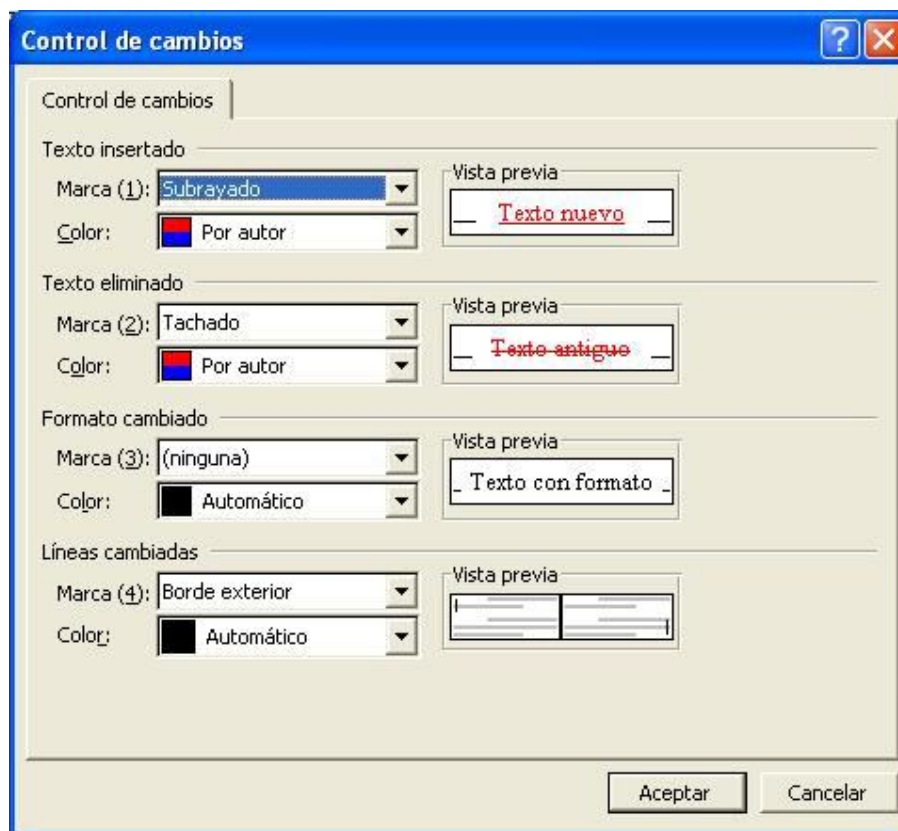 Control de cambios
Control de cambios
Texto insertado
Marca (1): Subrayado
Color: Por autor
Vista previa
Texto nuevo
Texto eliminado
Marca (2): Tachado
Color: Por autor
Vista previa
Texto antiguo
Formato cambiado
Marca (3): (ninguna)
Color: Automático
Vista previa
Texto con formato
Líneas cambiadas
Marca (4): Borde exterior
Color: Automático
Vista previa
Aceptar Cancelar